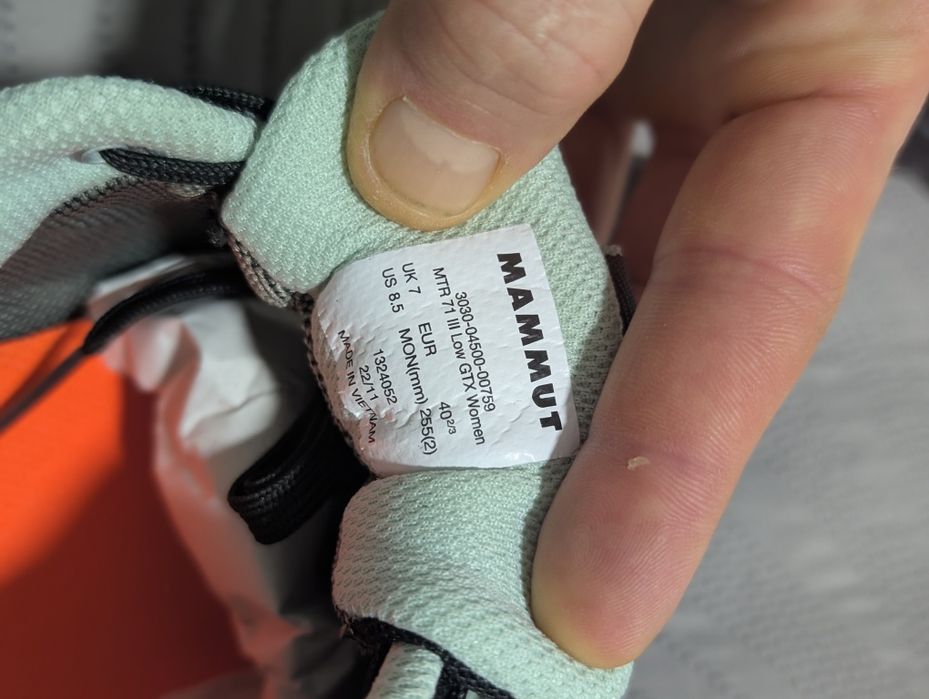 MAMMUT
3030-04500-00759
MTR 71 III Low GTX Women
UK 7 EUR 40 2/3
US 8.5 MON(mm) 255(2)
1324052
22/11
MADE IN VIETNAM